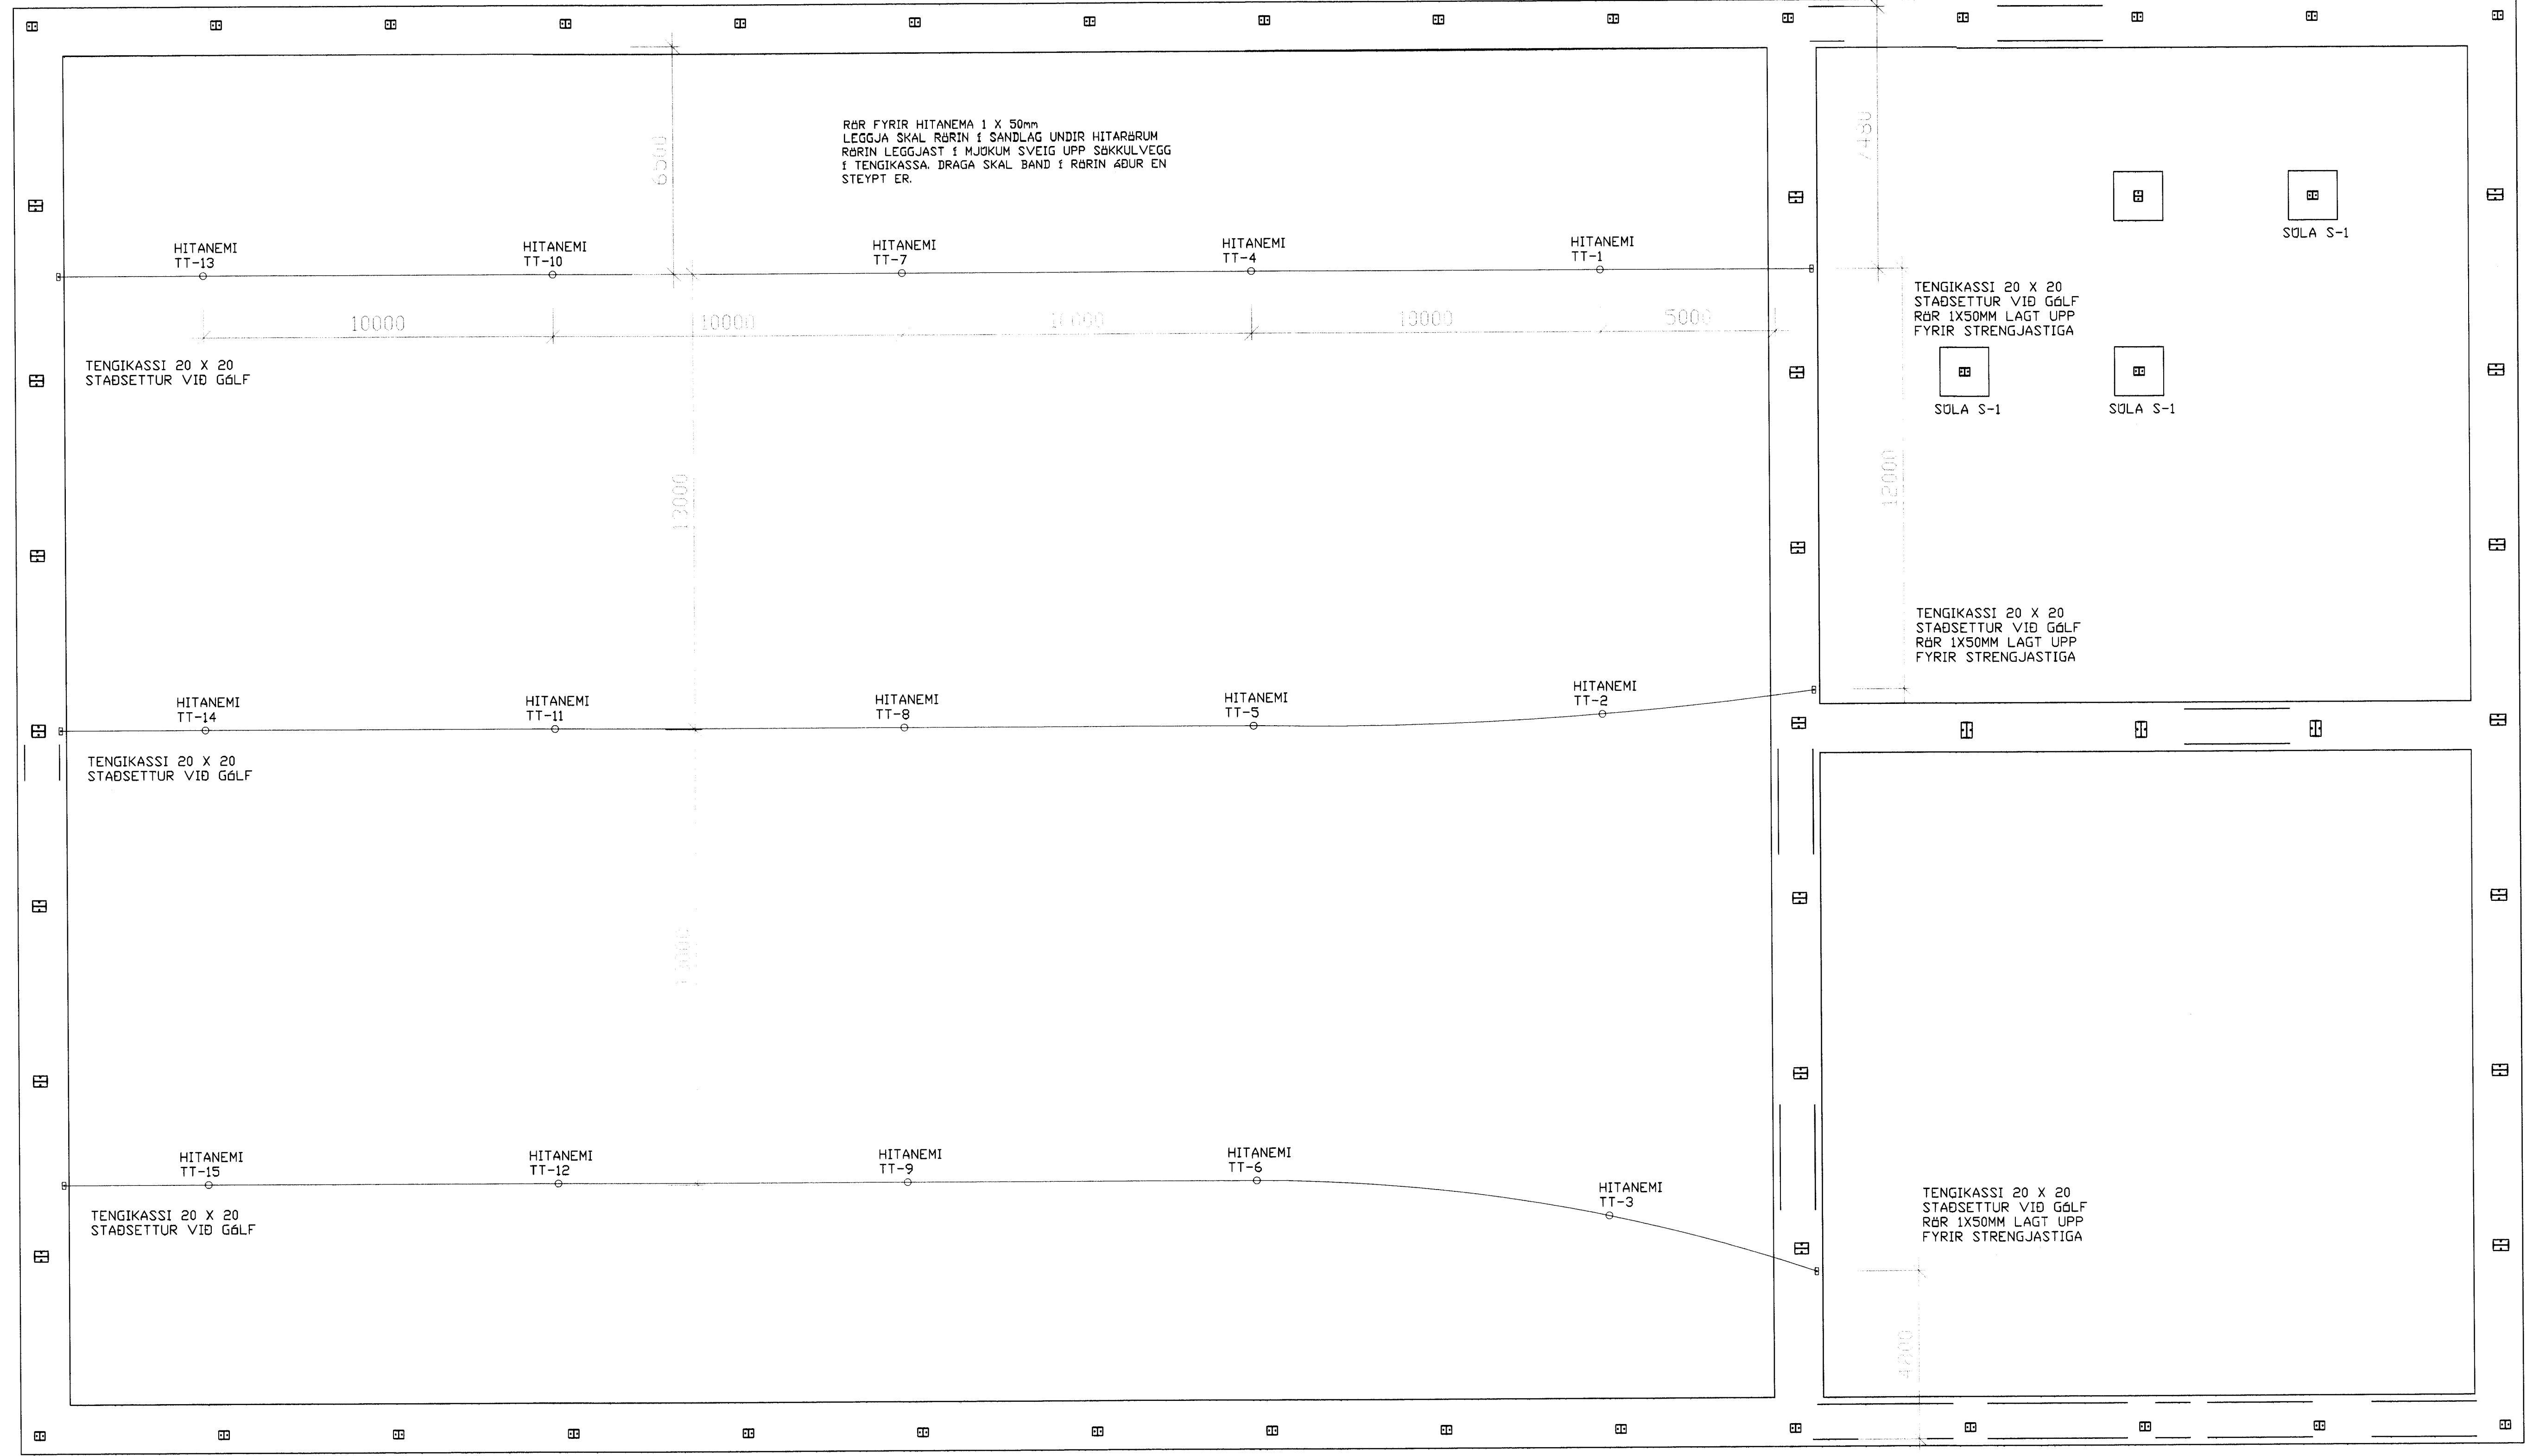 RÖR FYRIR HITANEMA 1 X 50mm
LEGGJA SKAL RÖRIN Í SANDLAG UNDIR HITARÖRUM
RÖRIN LEGGJAST Í MJÚKUM SVEIG UPP SÖKKULVEGG
Í TENGIKASSA. DRAGA SKAL BAND Í RÖRIN ÁÐUR EN
STEYPT ER.
6500
7480
SÚLA S-1
HITANEMI
TT-13
HITANEMI
TT-10
HITANEMI
TT-7
HITANEMI
TT-4
HITANEMI
TT-1
10000
10000
10000
10000
5000
TENGIKASSI 20 X 20
STAÐSETTUR VIÐ GÓLF
RÖR 1X50MM LAGT UPP
FYRIR STRENGJASTIGA
TENGIKASSI 20 X 20
STAÐSETTUR VIÐ GÓLF
SÚLA S-1
SÚLA S-1
13000
12000
TENGIKASSI 20 X 20
STAÐSETTUR VIÐ GÓLF
RÖR 1X50MM LAGT UPP
FYRIR STRENGJASTIGA
HITANEMI
TT-14
HITANEMI
TT-11
HITANEMI
TT-8
HITANEMI
TT-5
HITANEMI
TT-2
TENGIKASSI 20 X 20
STAÐSETTUR VIÐ GÓLF
13000
HITANEMI
TT-15
HITANEMI
TT-12
HITANEMI
TT-9
HITANEMI
TT-6
HITANEMI
TT-3
TENGIKASSI 20 X 20
STAÐSETTUR VIÐ GÓLF
RÖR 1X50MM LAGT UPP
FYRIR STRENGJASTIGA
TENGIKASSI 20 X 20
STAÐSETTUR VIÐ GÓLF
4800